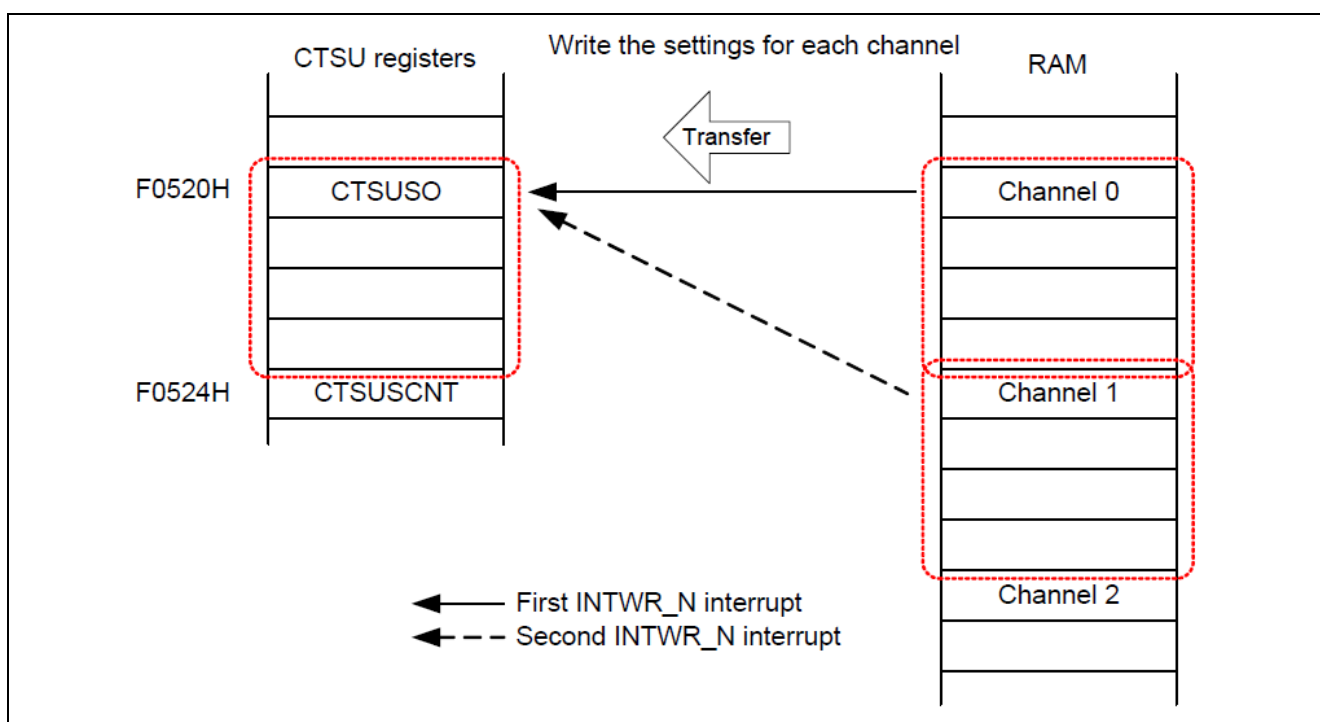 Write the settings for each channel
CTSU registers
RAM
Transfer
F0520H
CTSUSO
Channel 0
F0524H
CTSUSCNT
Channel 1
First INTWR_N interrupt
Channel 2
Second INTWR_N interrupt